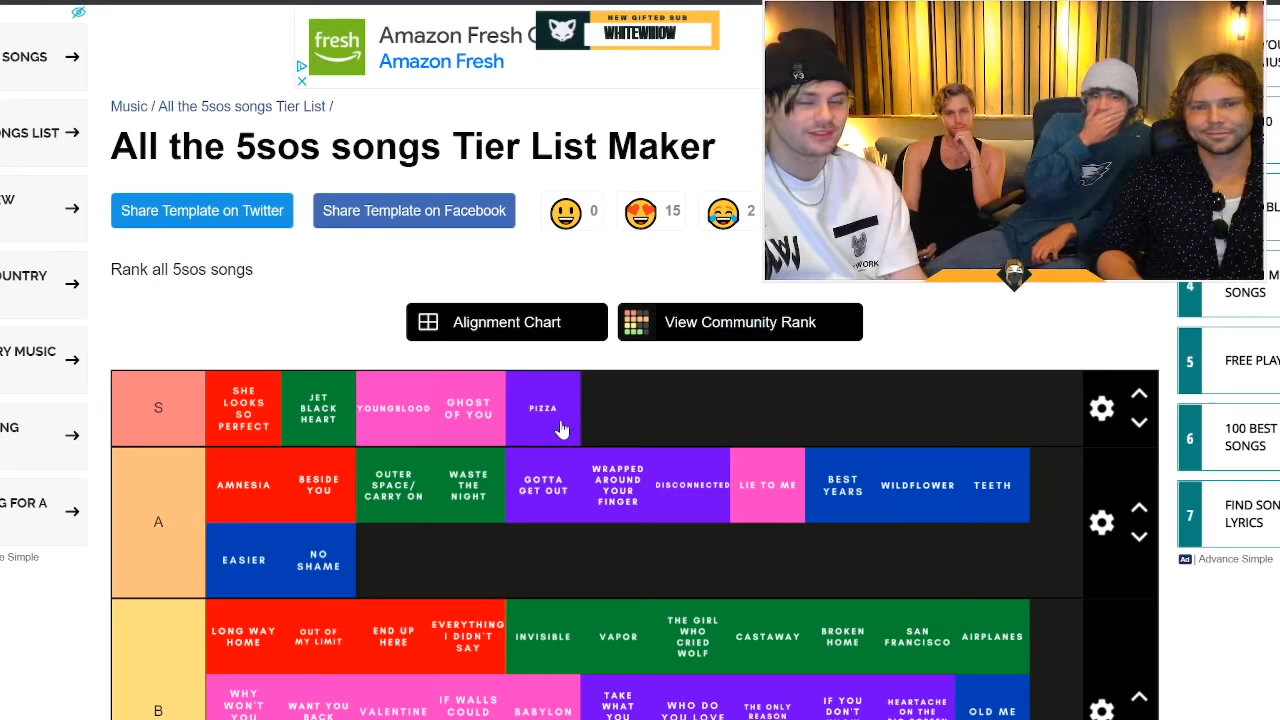 SONGS
NGS LIST
EW
OUNTRY
RY MUSIC
NG
G FOR A
e Simple
fresh
Amazon Fresh
Amazon Fresh
NEW GIFTED SUB
WHITEWIIIOW
Y-3
WORK
Music / All the 5sos songs Tier List /
All the 5sos songs Tier List Maker
Share Template on Twitter
Share Template on Facebook
0
15
2
Rank all 5sos songs
Alignment Chart
View Community Rank
S
SHE
LOOKS
SO
PERFECT
JET
BLACK
HEART
YOUNGBLOOD
GHOST
OF YOU
PIZZA
A
AMNESIA
BESIDE
YOU
OUTER
SPACE/
CARRY ON
WASTE
THE
NIGHT
GOTTA
GET OUT
WRAPPED
AROUND
YOUR
FINGER
DISCONNECTED
LIE TO ME
BEST
YEARS
WILDFLOWER
TEETH
EASIER
NO
SHAME
B
LONG WAY
HOME
OUT OF
MY LIMIT
END UP
HERE
EVERYTHING
I DIDN'T
SAY
INVISIBLE
VAPOR
THE GIRL
WHO
CRIED
WOLF
CASTAWAY
BROKEN
HOME
SAN
FRANCISCO
AIRPLANES
WHY
WON'T
YOU
WANT YOU
BACK
VALENTINE
IF WALLS
COULD
BABYLON
TAKE
WHAT
YOU
WHO DO
YOU LOVE
THE ONLY
REASON
IF YOU
DON'T
HEARTACHE
ON THE
OLD ME
4
SONGS
5
FREE PLAY
6
100 BEST
SONGS
7
FIND SON
LYRICS
Ad | Advance Simple